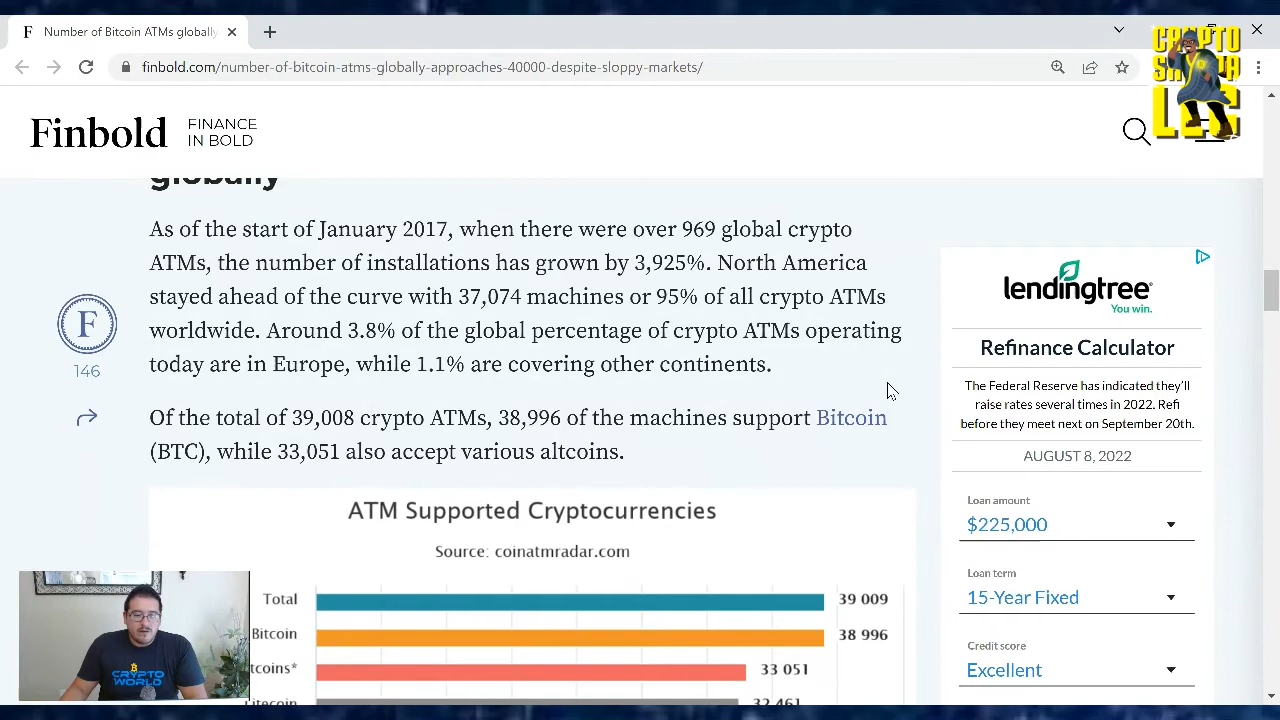 Number of Bitcoin ATMs globally
finbold.com/number-of-bitcoin-atms-globally-approaches-40000-despite-sloppy-markets/
CRYPTO
LEE
Finbold
FINANCE
IN BOLD
globally
As of the start of January 2017, when there were over 969 global crypto
ATMs, the number of installations has grown by 3,925%. North America
stayed ahead of the curve with 37,074 machines or 95% of all crypto ATMs
worldwide. Around 3.8% of the global percentage of crypto ATMs operating
today are in Europe, while 1.1% are covering other continents.
F
146
Of the total of 39,008 crypto ATMs, 38,996 of the machines support Bitcoin
(BTC), while 33,051 also accept various altcoins.
ATM Supported Cryptocurrencies
Source: coinatmradar.com
Total 39 009
Bitcoin 38 996
tcoins* 33 051
itecoin 32 461
CRYPTO
WORLD
lendingtree
You win.
Refinance Calculator
The Federal Reserve has indicated they'll
raise rates several times in 2022. Refi
before they meet next on September 20th.
AUGUST 8, 2022
Loan amount
$225,000
Loan term
15-Year Fixed
Credit score
Excellent